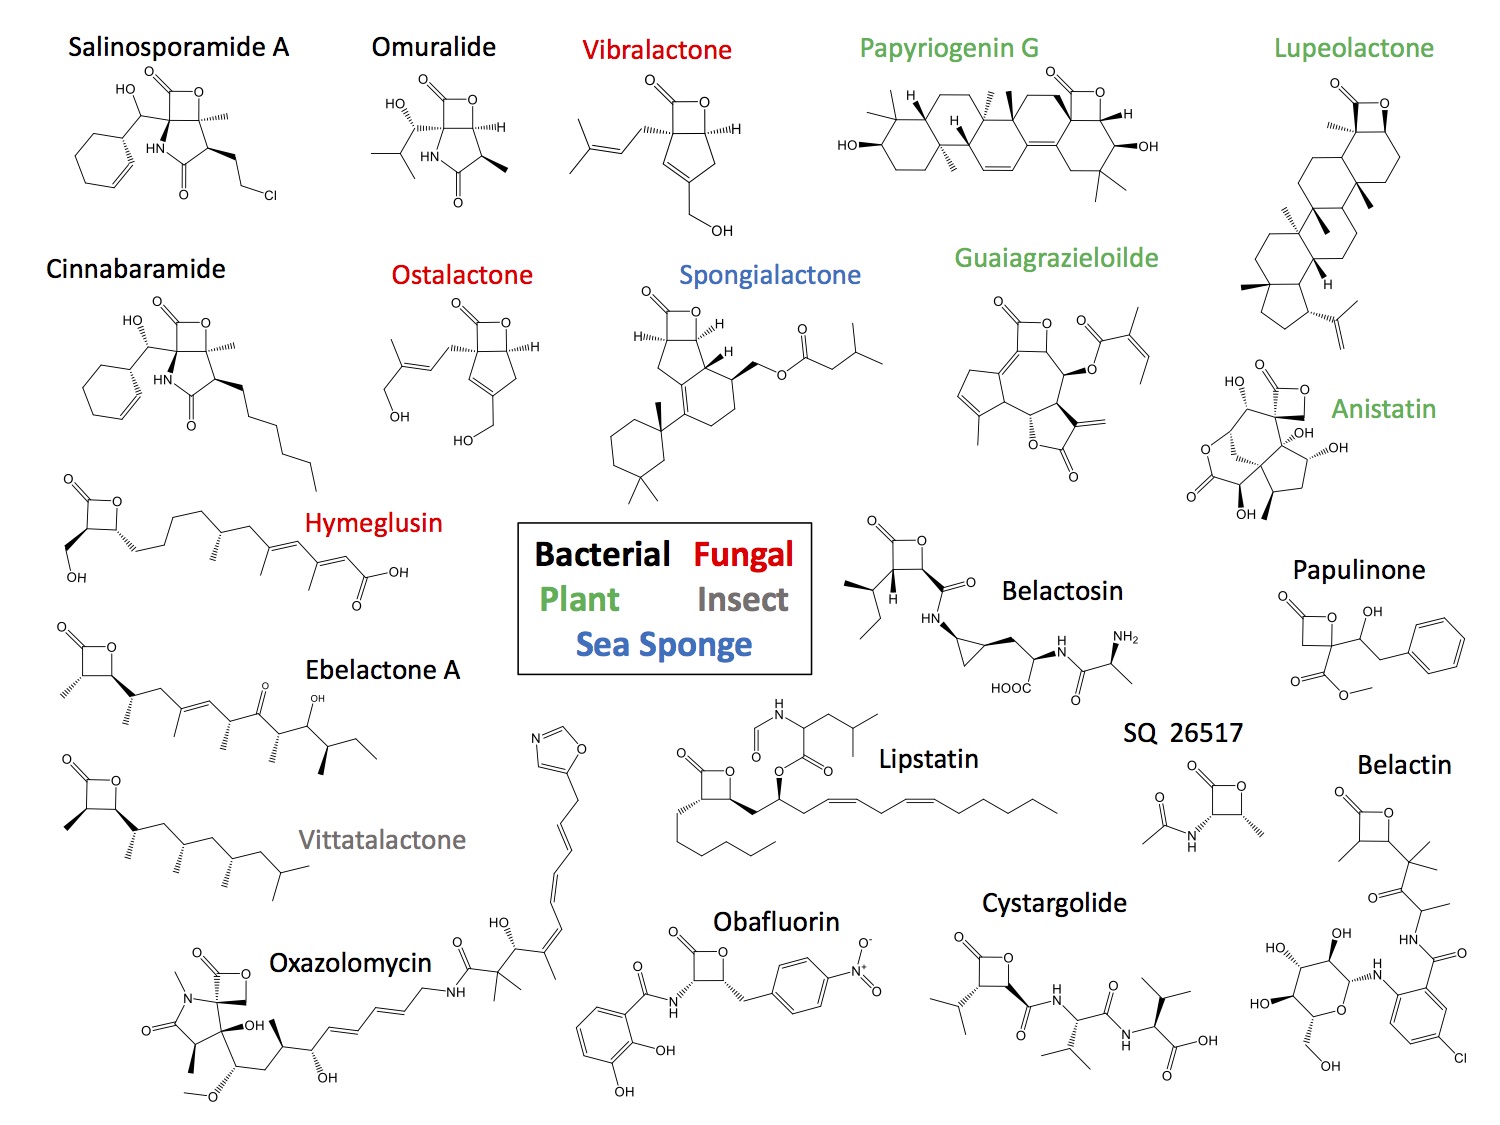 Salinosporamide A
Omuralide
Vibralactone
Papyriogenin G
Lupeolactone
O
O
HO
HN
O
Cl
O
O
HO
H
HN
O
O
O
H
OH
O
O
H
H
H
HO
OH
O
O
H
Cinnabaramide
Ostalactone
Spongialactone
Guaiagrazieloilde
O
O
HO
HN
O
O
O
H
OH
HO
O
O
H
H
H
O
O
O
O
O
O
O
O
Anistatin
O
O
HO
OH
OH
O
O
OH
Hymeglusin
O
O
OH
OH
O
Bacterial Fungal
Plant Insect
Sea Sponge
Belactosin
O
O
H
O
HN
H
N
NH2
HOOC
O
Papulinone
O
O
OH
O
O
Ebelactone A
O
O
O
OH
Lipstatin
H
N
O
O
O
O
O
SQ 26517
O
O
O
N
H
Belactin
O
O
O
HN
O
H
N
OH
HO
HO
O
OH
Cl
Vittatalactone
O
O
Oxazolomycin
N
O
HO
O
NH
O
O
N
O
OH
OH
O
Obafluorin
O
O
O
N
H
OH
OH
O-
N+
O
Cystargolide
O
O
O
H
N
O
N
H
OH
O